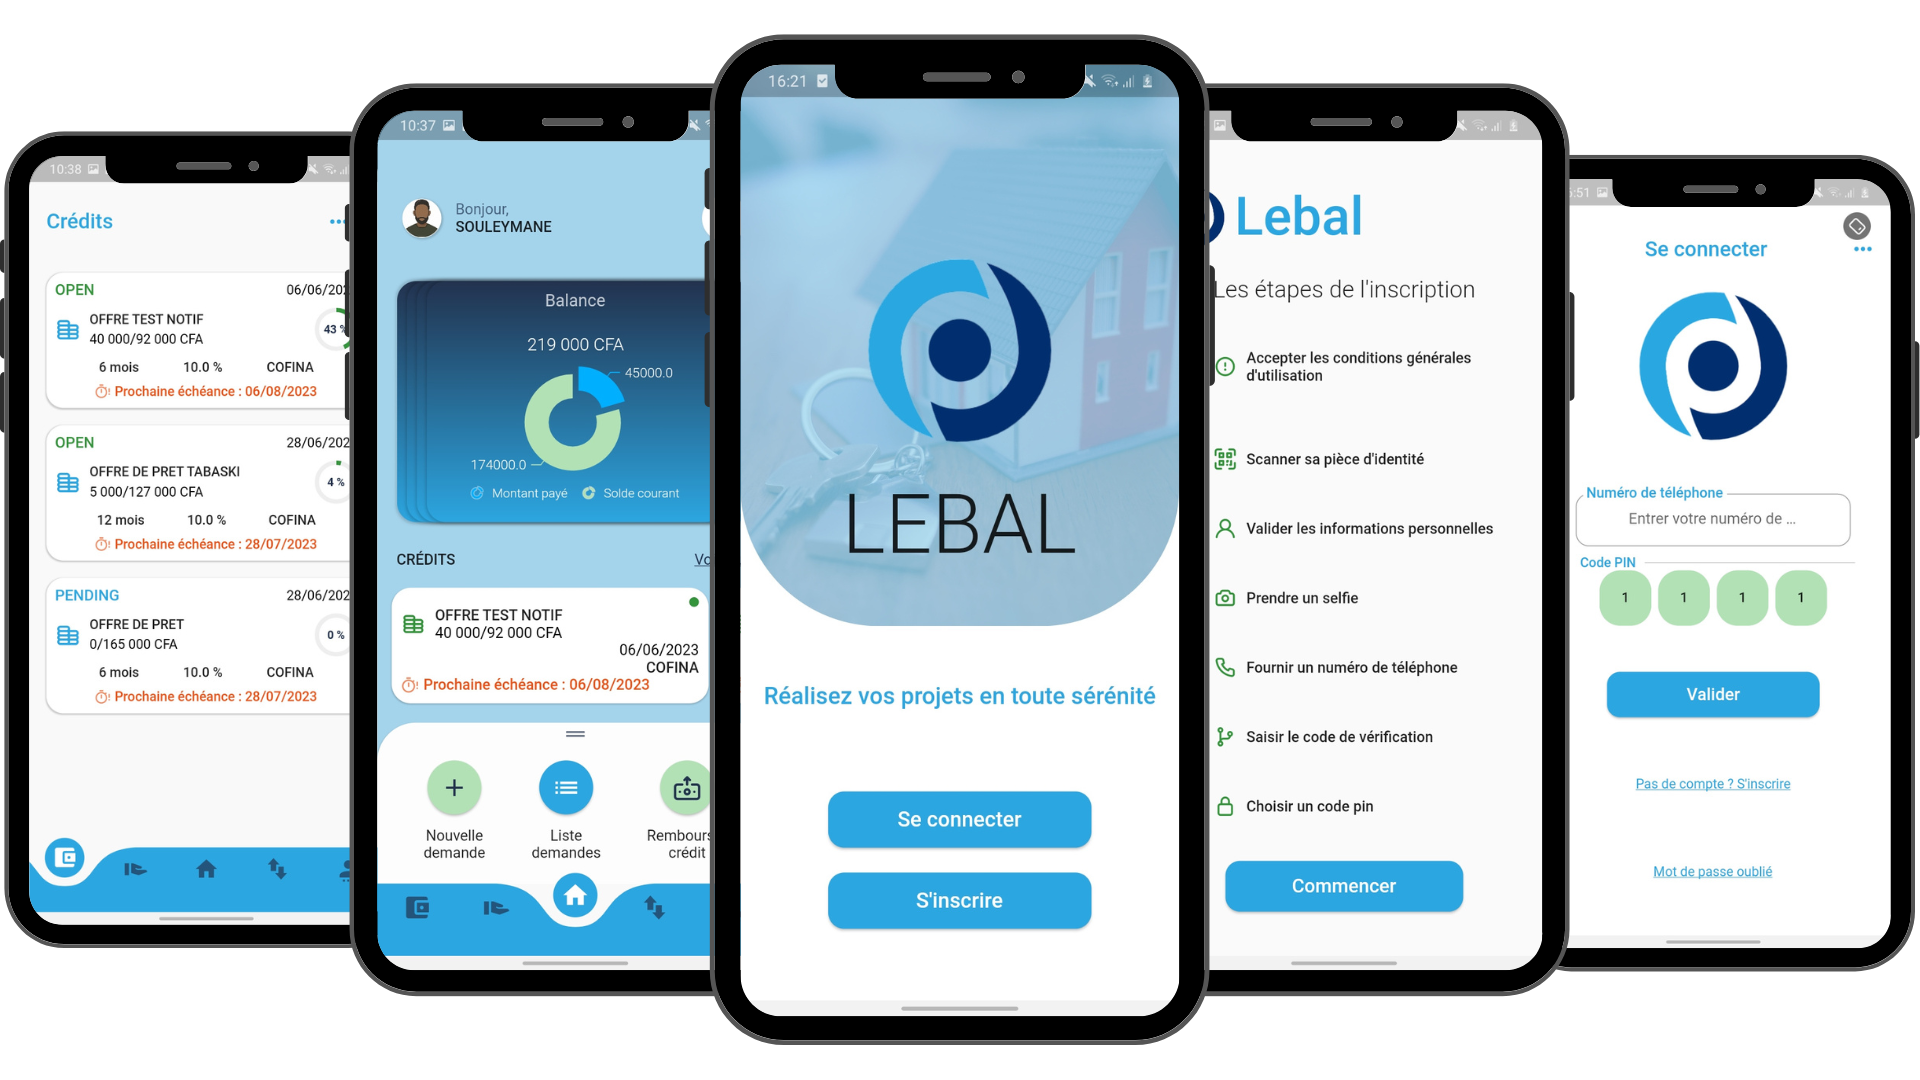 10:38
Crédits
OPEN
06/06/202
OFFRE TEST NOTIF
40 000/92 000 CFA
43 %
6 mois 10.0 % COFINA
Prochaine échéance : 06/08/2023
OPEN
28/06/202
OFFRE DE PRET TABASKI
5 000/127 000 CFA
4 %
12 mois 10.0 % COFINA
Prochaine échéance : 28/07/2023
PENDING
28/06/202
OFFRE DE PRET
0/165 000 CFA
0 %
6 mois 10.0 % COFINA
Prochaine échéance : 28/07/2023
10:37
Bonjour,
SOULEYMANE
Balance
219 000 CFA
45000.0
174000.0
Montant payé Solde courant
CRÉDITS
Vo
OFFRE TEST NOTIF
40 000/92 000 CFA
06/06/2023
COFINA
Prochaine échéance : 06/08/2023
Nouvelle
demande
Liste
demandes
Rembours
crédit
16:21
LEBAL
Réalisez vos projets en toute sérénité
Se connecter
S'inscrire
Lebal
Les étapes de l'inscription
Accepter les conditions générales
d'utilisation
Scanner sa pièce d'identité
Valider les informations personnelles
Prendre un selfie
Fournir un numéro de téléphone
Saisir le code de vérification
Choisir un code pin
Commencer
:51
Se connecter
Numéro de téléphone
Entrer votre numéro de ...
Code PIN
1 1 1 1
Valider
Pas de compte ? S'inscrire
Mot de passe oublié